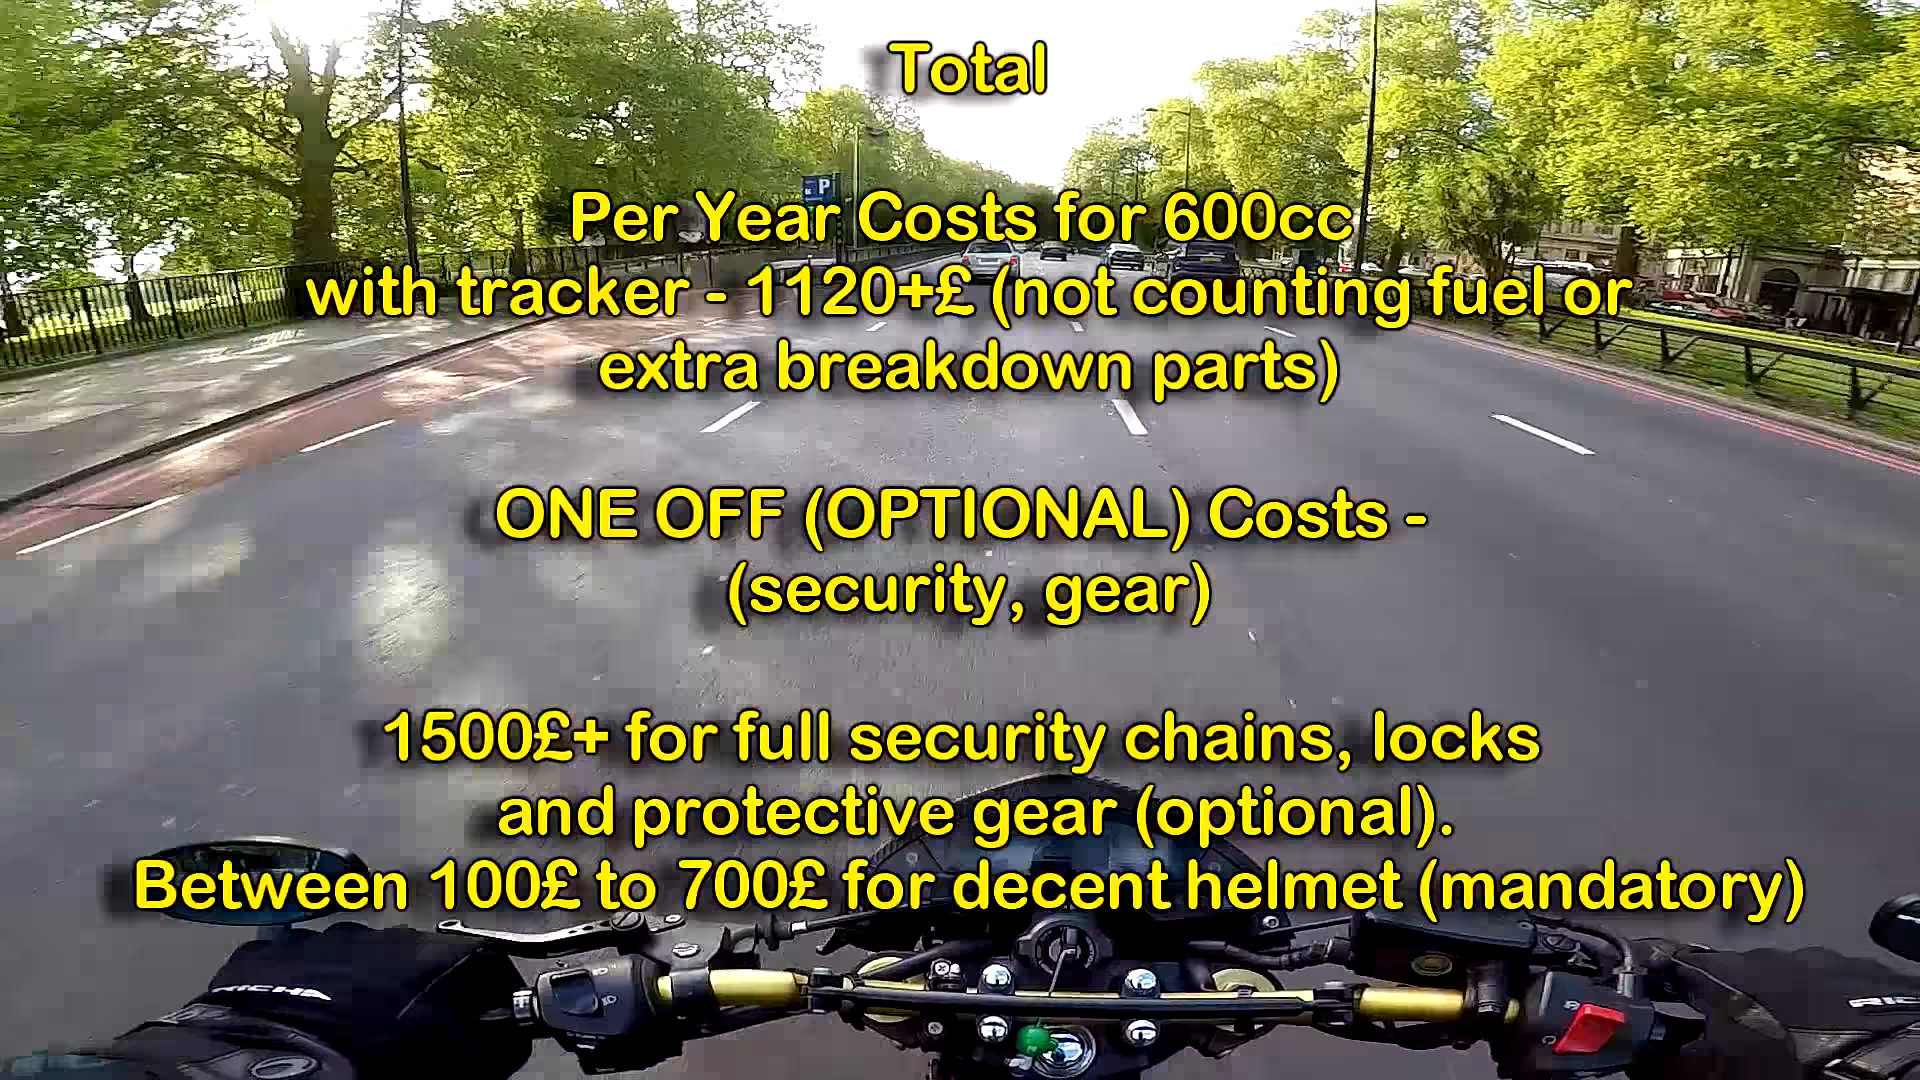 Total
P
Per Year Costs for 600cc
with tracker - 1120+£ (not counting fuel or
extra breakdown parts)
ONE OFF (OPTIONAL) Costs -
(security, gear)
1500£+ for full security chains, locks
and protective gear (optional).
Between 100£ to 700£ for decent helmet (mandatory)
RICHA